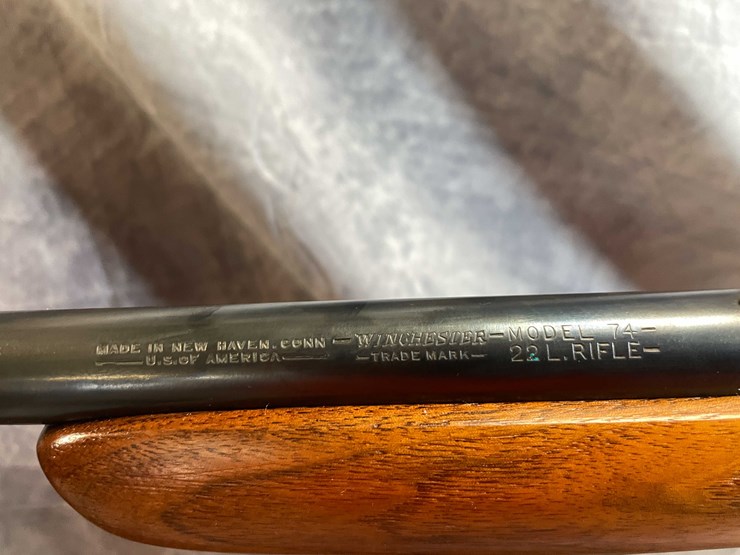 MADE IN NEW HAVEN, CONN —WINCHESTER—MODEL 74—
—U.S. OF AMERICA— —TRADE MARK— 22 L. RIFLE—